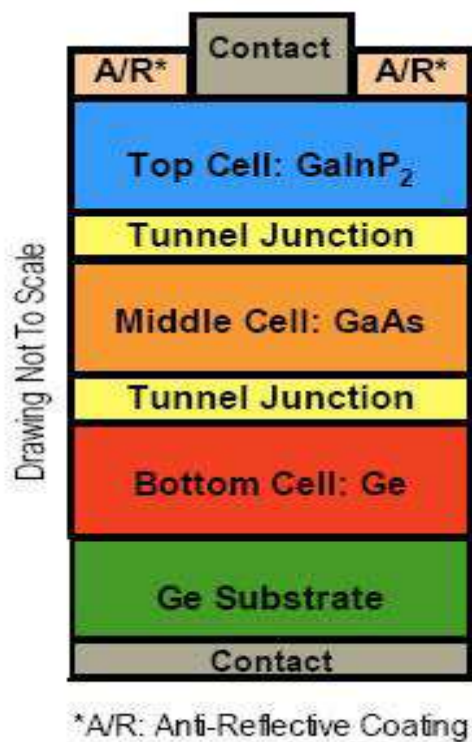 Contact
A/R* A/R*
Top Cell: GaInP₂
Tunnel Junction
Middle Cell: GaAs
Tunnel Junction
Bottom Cell: Ge
Ge Substrate
Contact
Drawing Not To Scale
*A/R: Anti-Reflective Coating